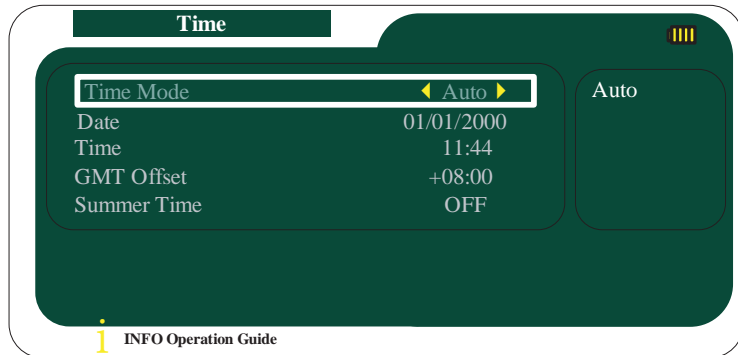 Time
Time Mode Auto
Auto
Date 01/01/2000
Time 11:44
GMT Offset +08:00
Summer Time OFF
i INFO Operation Guide